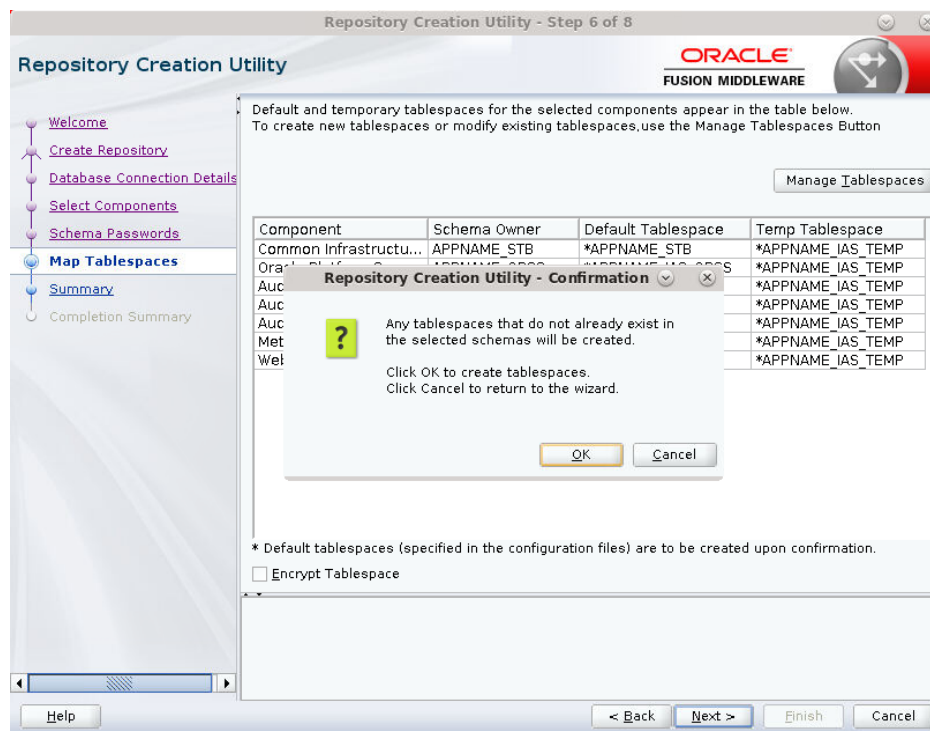 Repository Creation Utility - Step 6 of 8
Repository Creation Utility
ORACLE
FUSION MIDDLEWARE
Welcome
Create Repository
Database Connection Details
Select Components
Schema Passwords
Map Tablespaces
Summary
Completion Summary
Default and temporary tablespaces for the selected components appear in the table below.
To create new tablespaces or modify existing tablespaces,use the Manage Tablespaces Button
Manage Tablespaces
Component Schema Owner Default Tablespace Temp Tablespace
Common Infrastructu... APPNAME_STB *APPNAME_STB *APPNAME_IAS_TEMP
*APPNAME_IAS_TEMP
Auc *APPNAME_IAS_TEMP
Auc *APPNAME_IAS_TEMP
Auc *APPNAME_IAS_TEMP
Met *APPNAME_IAS_TEMP
Wel *APPNAME_IAS_TEMP
Repository Creation Utility - Confirmation
?
Any tablespaces that do not already exist in
the selected schemas will be created.
Click OK to create tablespaces.
Click Cancel to return to the wizard.
OK Cancel
* Default tablespaces (specified in the configuration files) are to be created upon confirmation.
Encrypt Tablespace
Help < Back Next > Finish Cancel